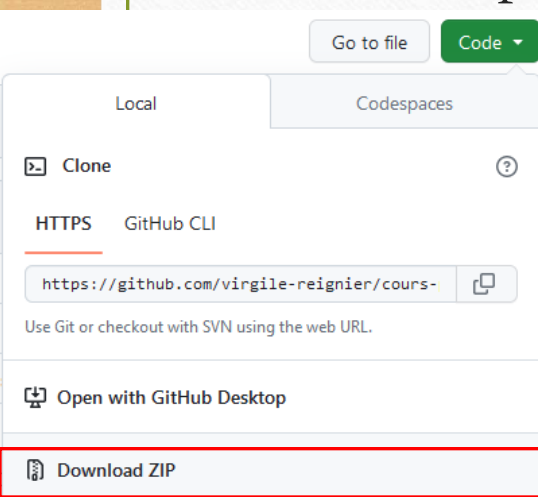 Go to file
Code
Local
Codespaces
Clone
HTTPS
GitHub CLI
https://github.com/virgile-reignier/cours-
Use Git or checkout with SVN using the web URL.
Open with GitHub Desktop
Download ZIP